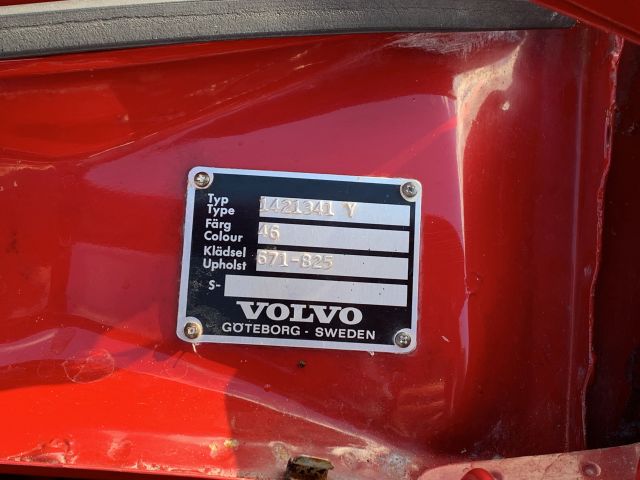 Typ
Type 1421341 Y
Färg
Colour 46
Klädsel
Upholst 671-825
S-
VOLVO
GÖTEBORG - SWEDEN